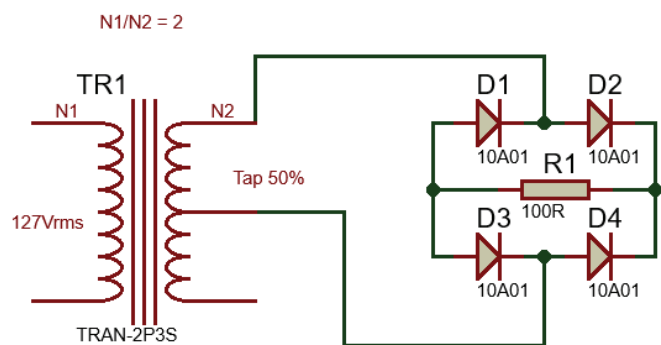 N1/N2 = 2
TR1
N1
N2
Tap 50%
127Vrms
TRAN-2P3S
D1
D2
10A01
10A01
R1
100R
D3
D4
10A01
10A01